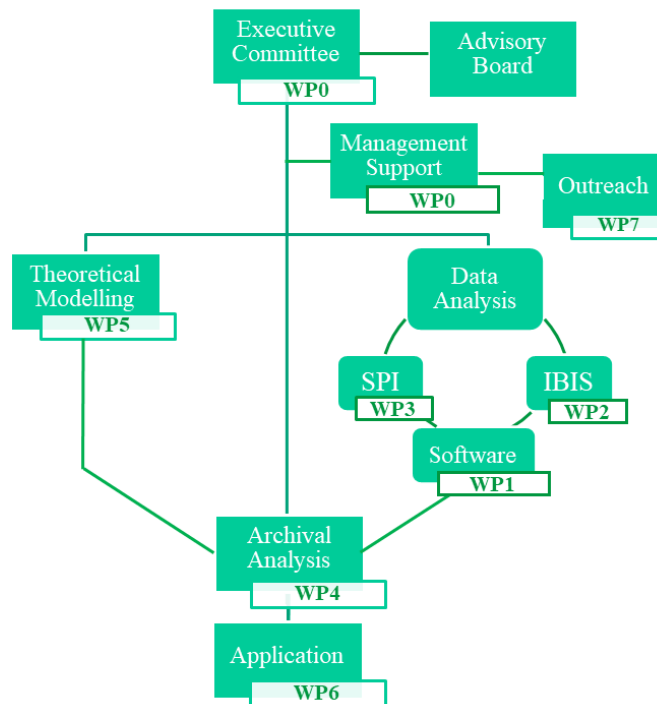 Executive
Committee
WP0
Advisory
Board
Management
Support
WP0
Outreach
WP7
Theoretical
Modelling
WP5
Data
Analysis
SPI
WP3
IBIS
WP2
Software
WP1
Archival
Analysis
WP4
Application
WP6